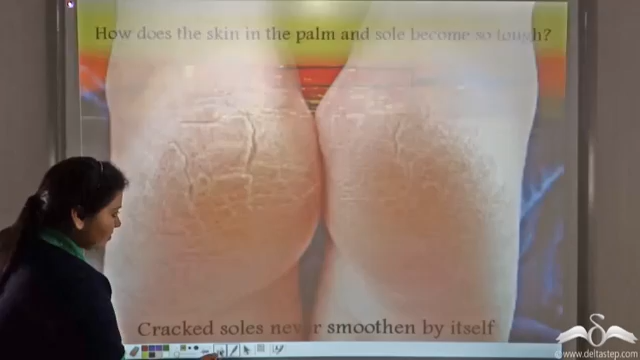 How does the skin in the palm and sole become so tough?
Cracked soles never smoothen by itself
© www.deltastep.com